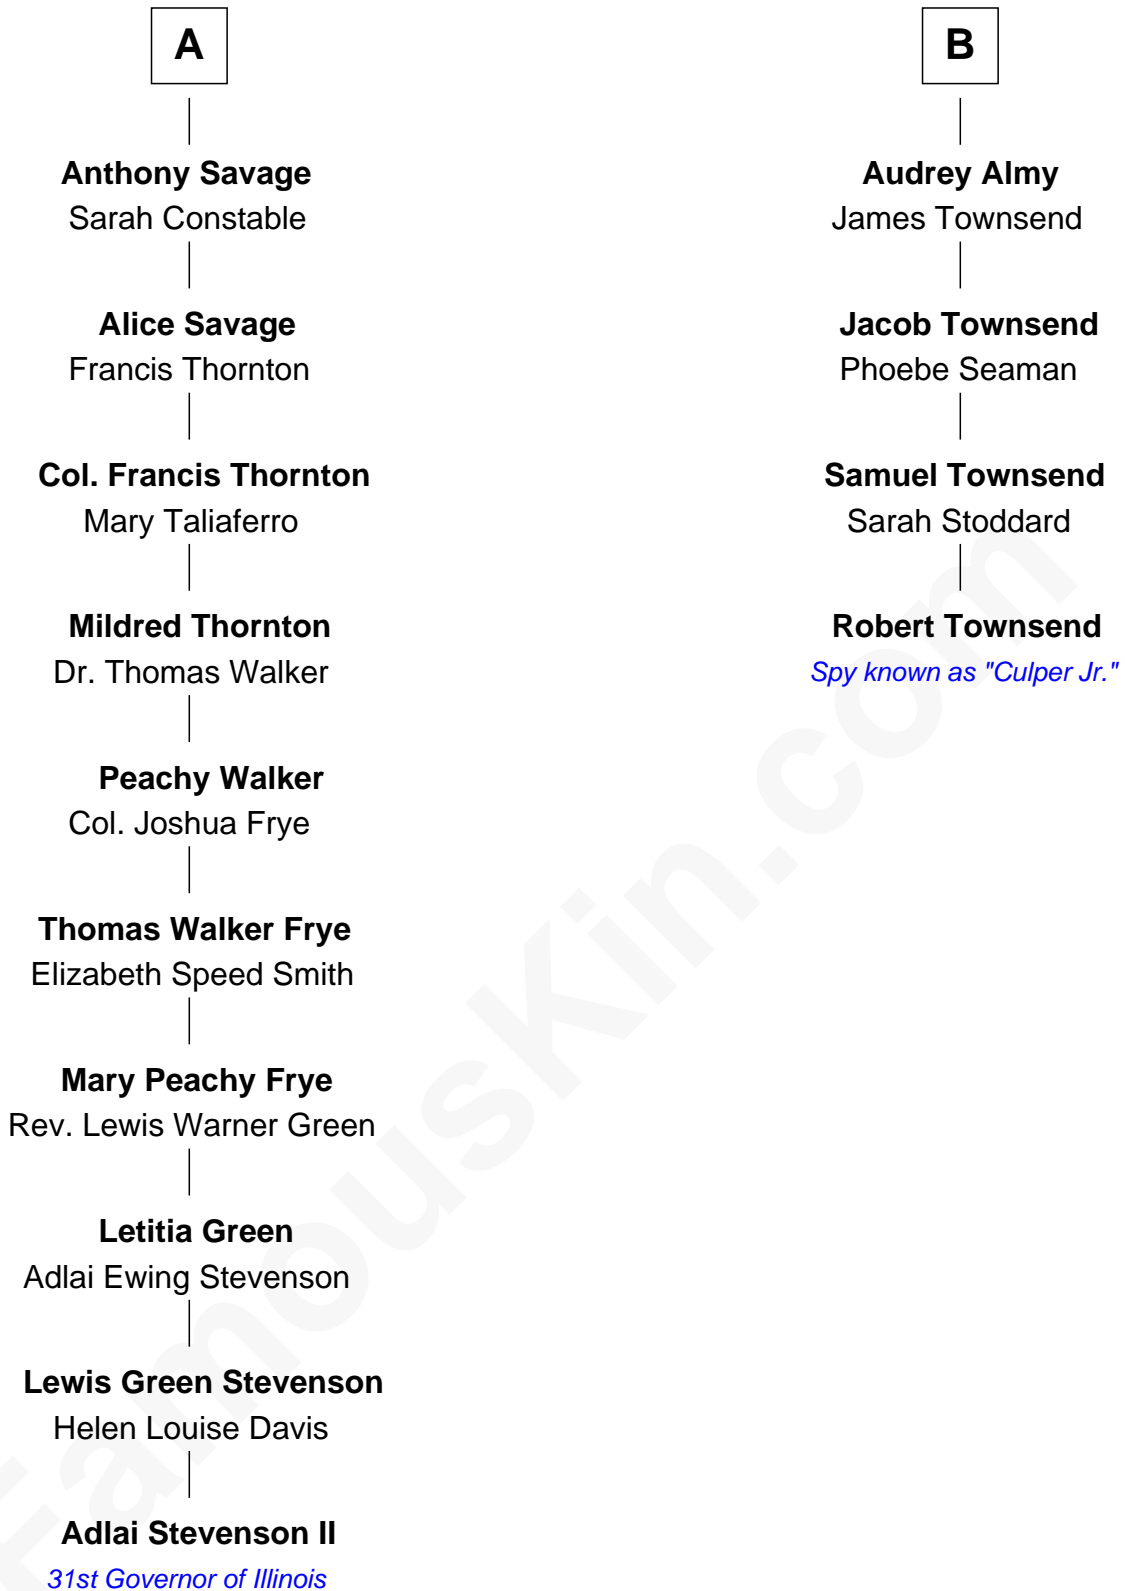 A
Anthony Savage
Sarah Constable
Alice Savage
Francis Thornton
Col. Francis Thornton
Mary Taliaferro
Mildred Thornton
Dr. Thomas Walker
Peachy Walker
Col. Joshua Frye
Thomas Walker Frye
Elizabeth Speed Smith
Mary Peachy Frye
Rev. Lewis Warner Green
Letitia Green
Adlai Ewing Stevenson
Lewis Green Stevenson
Helen Louise Davis
Adlai Stevenson II
31st Governor of Illinois
B
Audrey Almy
James Townsend
Jacob Townsend
Phoebe Seaman
Samuel Townsend
Sarah Stoddard
Robert Townsend
Spy known as "Culper Jr."
FamousKin.com